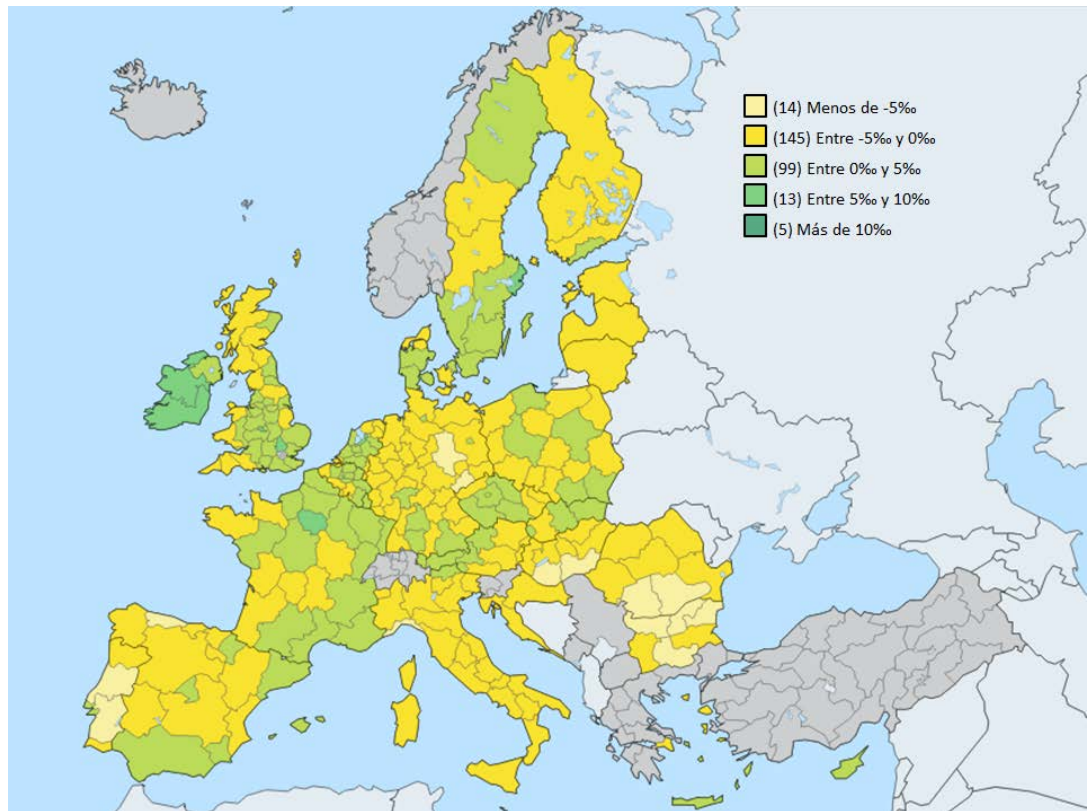 (14) Menos de -5‰
(145) Entre -5‰ y 0‰
(99) Entre 0‰ y 5‰
(13) Entre 5‰ y 10‰
(5) Más de 10‰